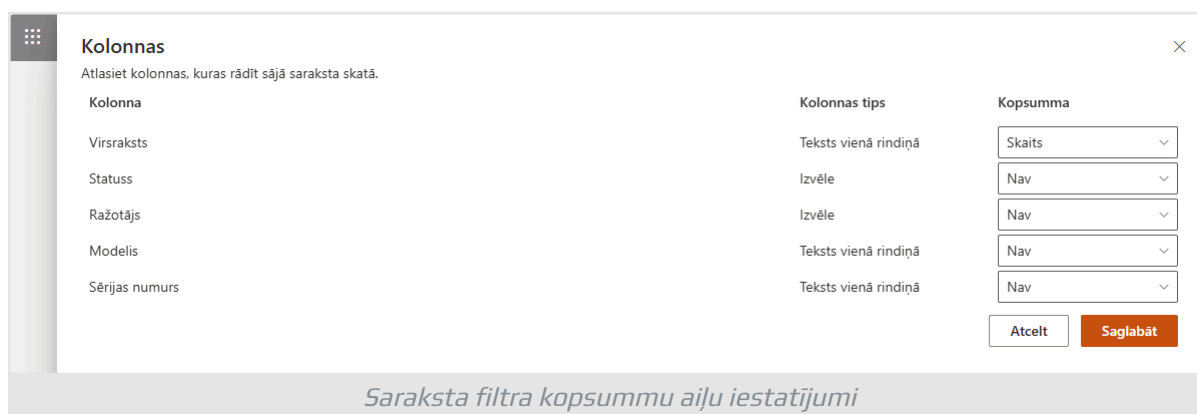 Kolonnas
Atlasiet kolonnas, kuras rādīt sājā saraksta skatā.
Kolonna Kolonnas tips Kopsumma
Virsraksts Teksts vienā rindiņā Skaits
Statuss Izvēle Nav
Ražotājs Izvēle Nav
Modelis Teksts vienā rindiņā Nav
Sērijas numurs Teksts vienā rindiņā Nav
Atcelt Saglabāt
Saraksta filtra kopsummu aiļu iestatījumi